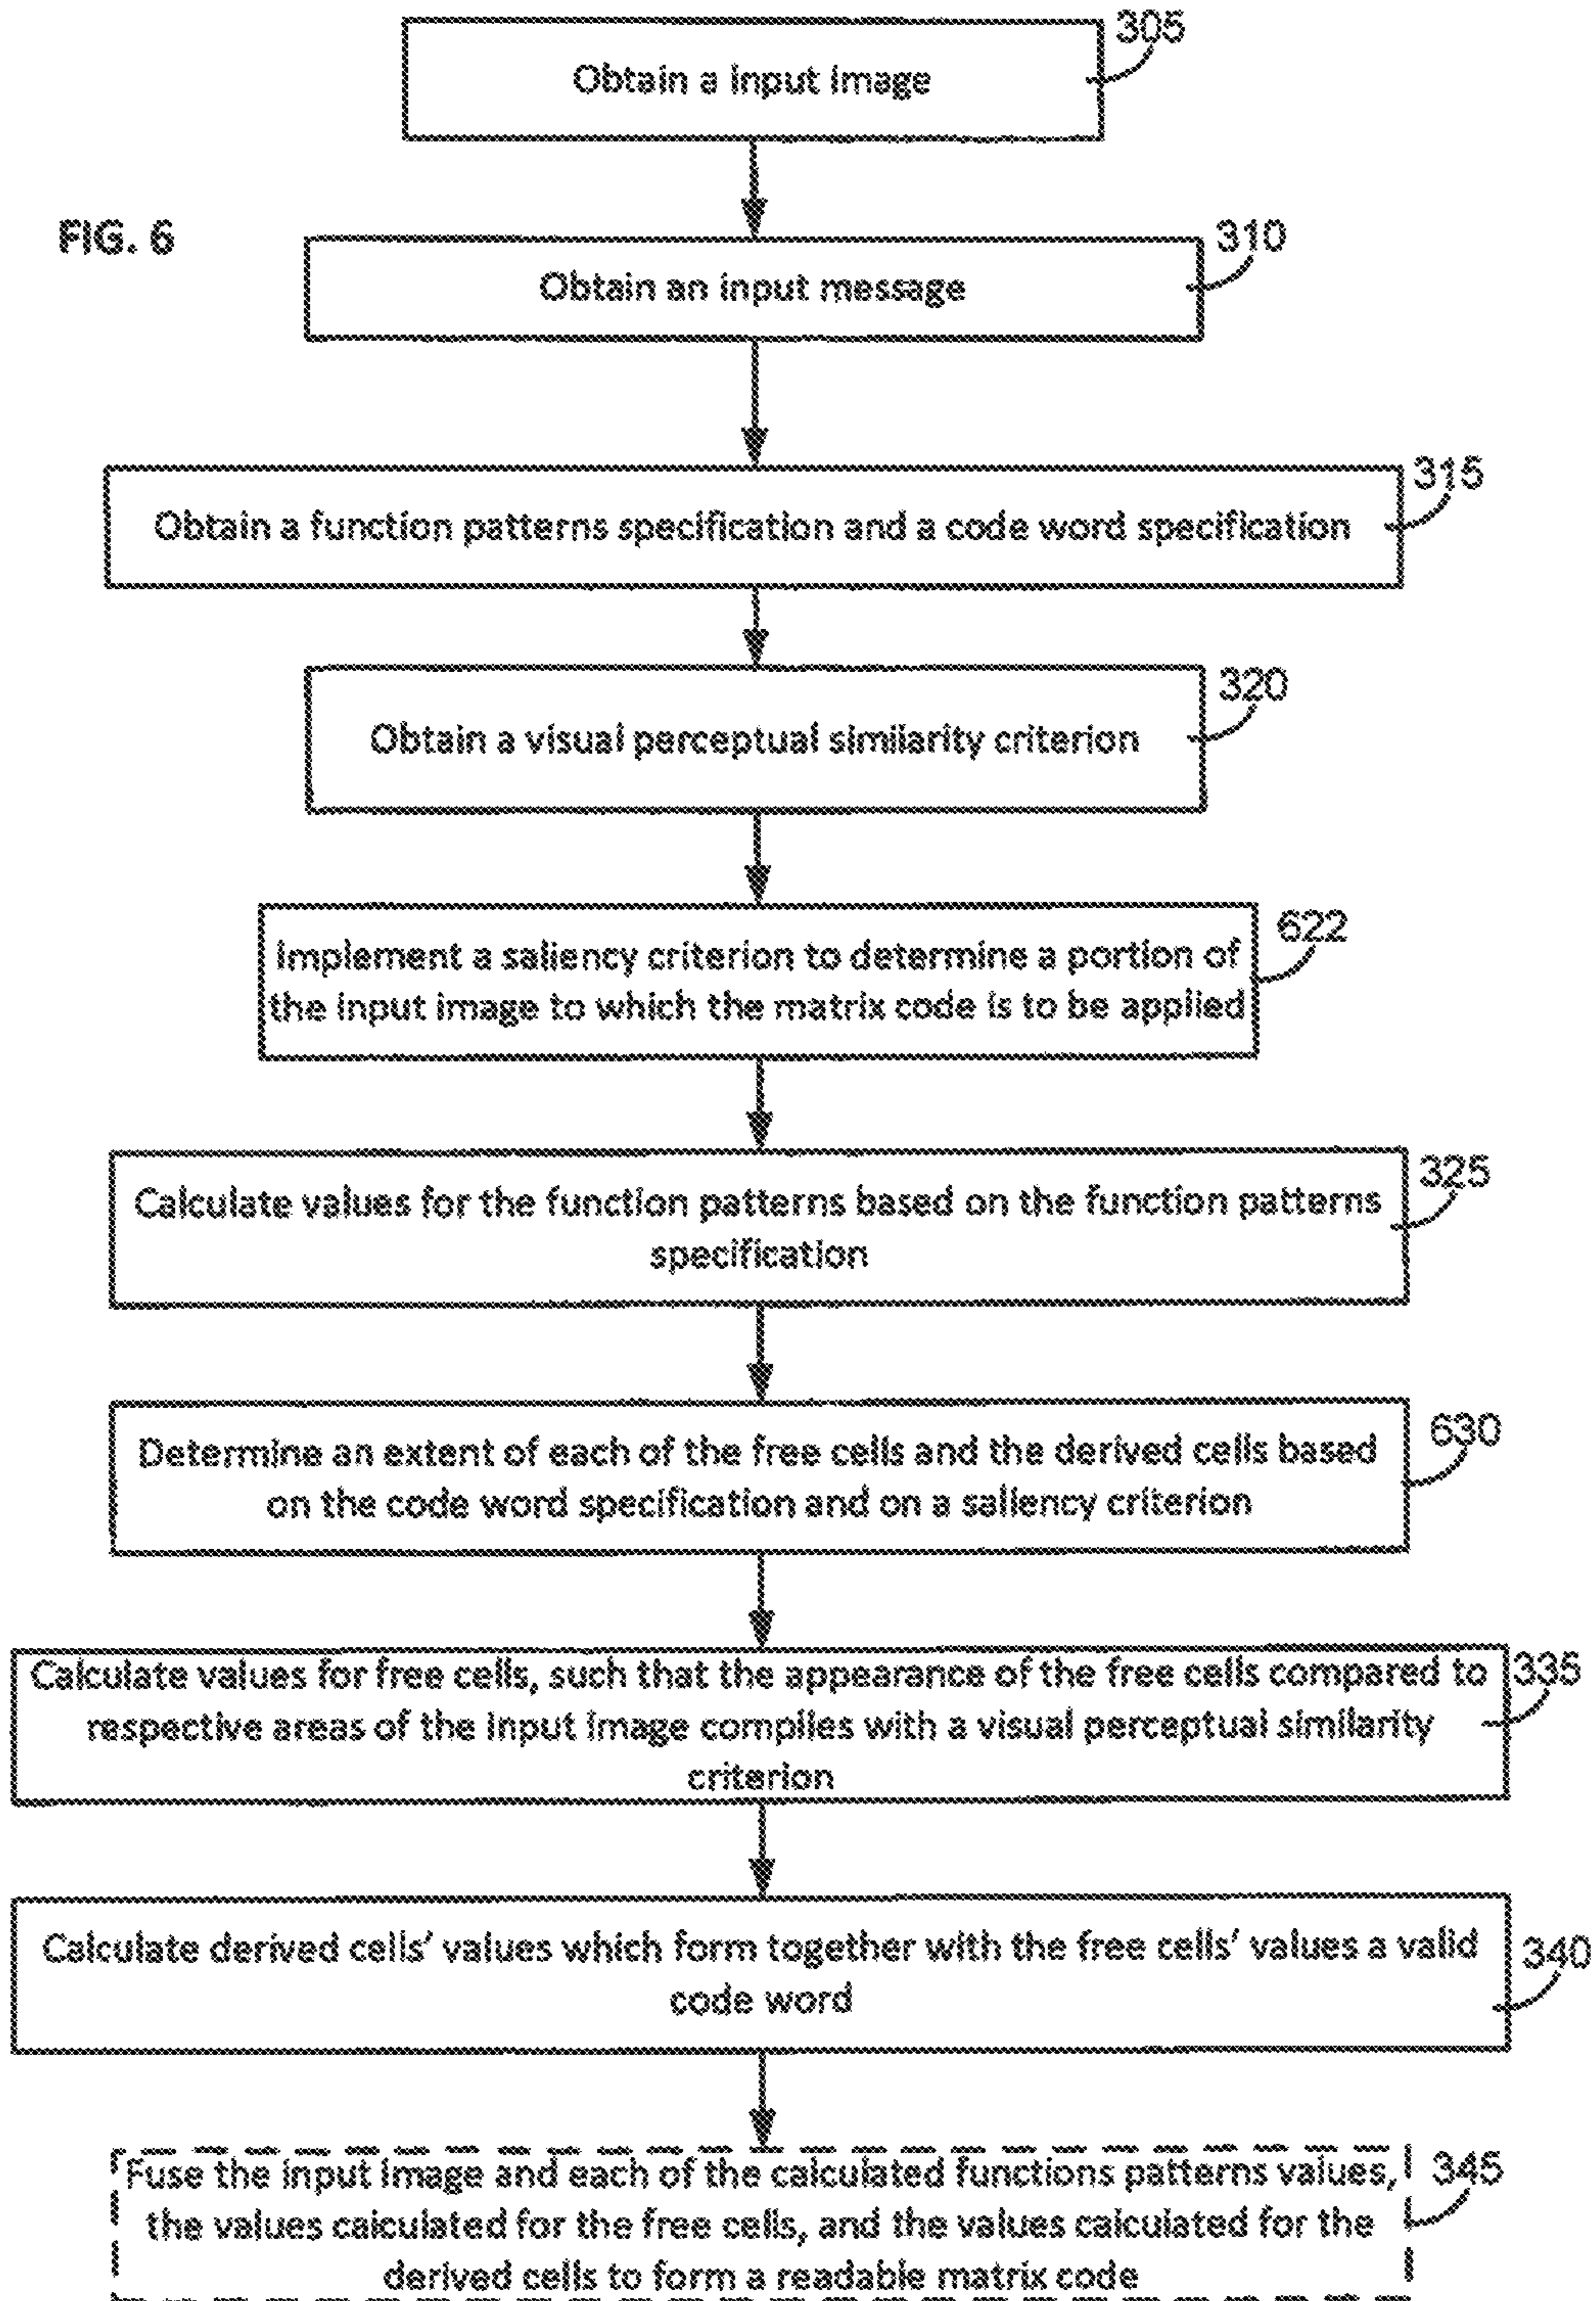 305
Obtain a input image
FIG. 6
310
Obtain an input message
315
Obtain a function patterns specification and a code word specification
320
Obtain a visual perceptual similarity criterion
622
Implement a saliency criterion to determine a portion of
the input image to which the matrix code is to be applied
325
Calculate values for the function patterns based on the function patterns
specification
630
Determine an extent of each of the free cells and the derived cells based
on the code word specification and on a saliency criterion
335
Calculate values for free cells, such that the appearance of the free cells compared to
respective areas of the input image complies with a visual perceptual similarity
criterion
340
Calculate derived cells' values which form together with the free cells' values a valid
code word
345
Fuse the input image and each of the calculated functions patterns values,
the values calculated for the free cells, and the values calculated for the
derived cells to form a readable matrix code